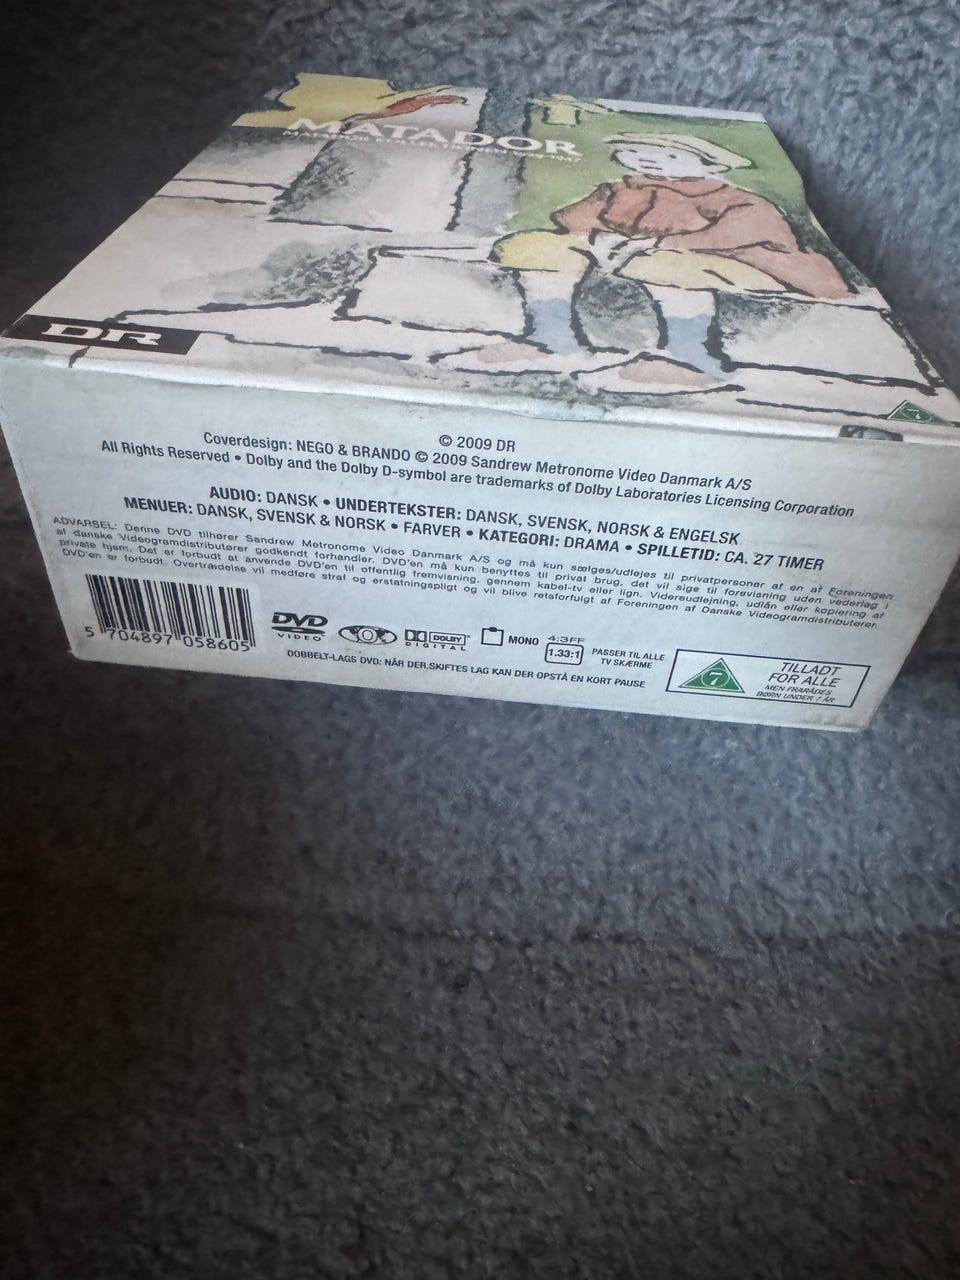 MATADOR
DR
7
© 2009 DR
Coverdesign: NEGO & BRANDO © 2009 Sandrew Metronome Video Danmark A/S
All Rights Reserved • Dolby and the Dolby D-symbol are trademarks of Dolby Laboratories Licensing Corporation
AUDIO: DANSK • UNDERTEKSTER: DANSK, SVENSK, NORSK & ENGELSK
MENUER: DANSK, SVENSK & NORSK • FARVER • KATEGORI: DRAMA • SPILLETID: CA. 27 TIMER
ADVARSEL: Denne DVD tilhører Sandrew Metronome Video Danmark A/S og må kun sælges/udlejes til privatpersoner af en af Foreningen
af danske Videogramdistributører godkendt forhandler. DVD'en må kun benyttes til privat brug, det vil sige til forevisning uden vederlag i
private hjem. Det er forbudt at anvende DVD'en til offentlig fremvisning, gennem kabel-tv eller lign. Videreudlejning, udlån eller kopiering af
DVD'en er forbudt. Overtrædelse vil medføre straf og erstatningspligt og vil blive retsforfulgt af Foreningen af Danske Videogramdistributører.
5 704897 058605
DVD VIDEO
DOLBY DIGITAL
MONO
4:3FF
1.33:1
PASSER TIL ALLE
TV SKÆRME
DOBBELT-LAGS DVD: NÅR DER SKIFTES LAG KAN DER OPSTÅ EN KORT PAUSE
7
TILLADT
FOR ALLE
MEN FRARÅDES
BØRN UNDER 7 ÅR